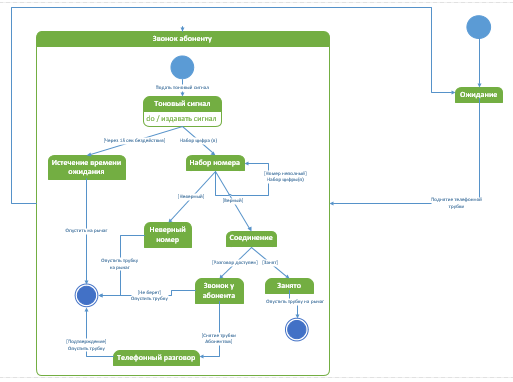 Звонок абоненту
Ожидание
Подать тоновый сигнал
Тоновый сигнал
do / издавать сигнал
[Через 15 сек бездействия]
Набор цифра (й)
Истечение времени
ожидания
Набор номера
[Номер неполный]
Набор цифры(й)
[Неверный]
[Верный]
Поднятие телефонной
трубки
Опустить на рычаг
Неверный
номер
Соединение
Опустить трубку
на рычаг
[Разговор доступен]
[Занят]
[Не берет]
Опустить трубку
Звонок у
абонента
Занято
Опустить трубку на рычаг
[Подтверждение]
Опустить трубку
[Снятие трубки
Абонентам]
Телефонный разговор